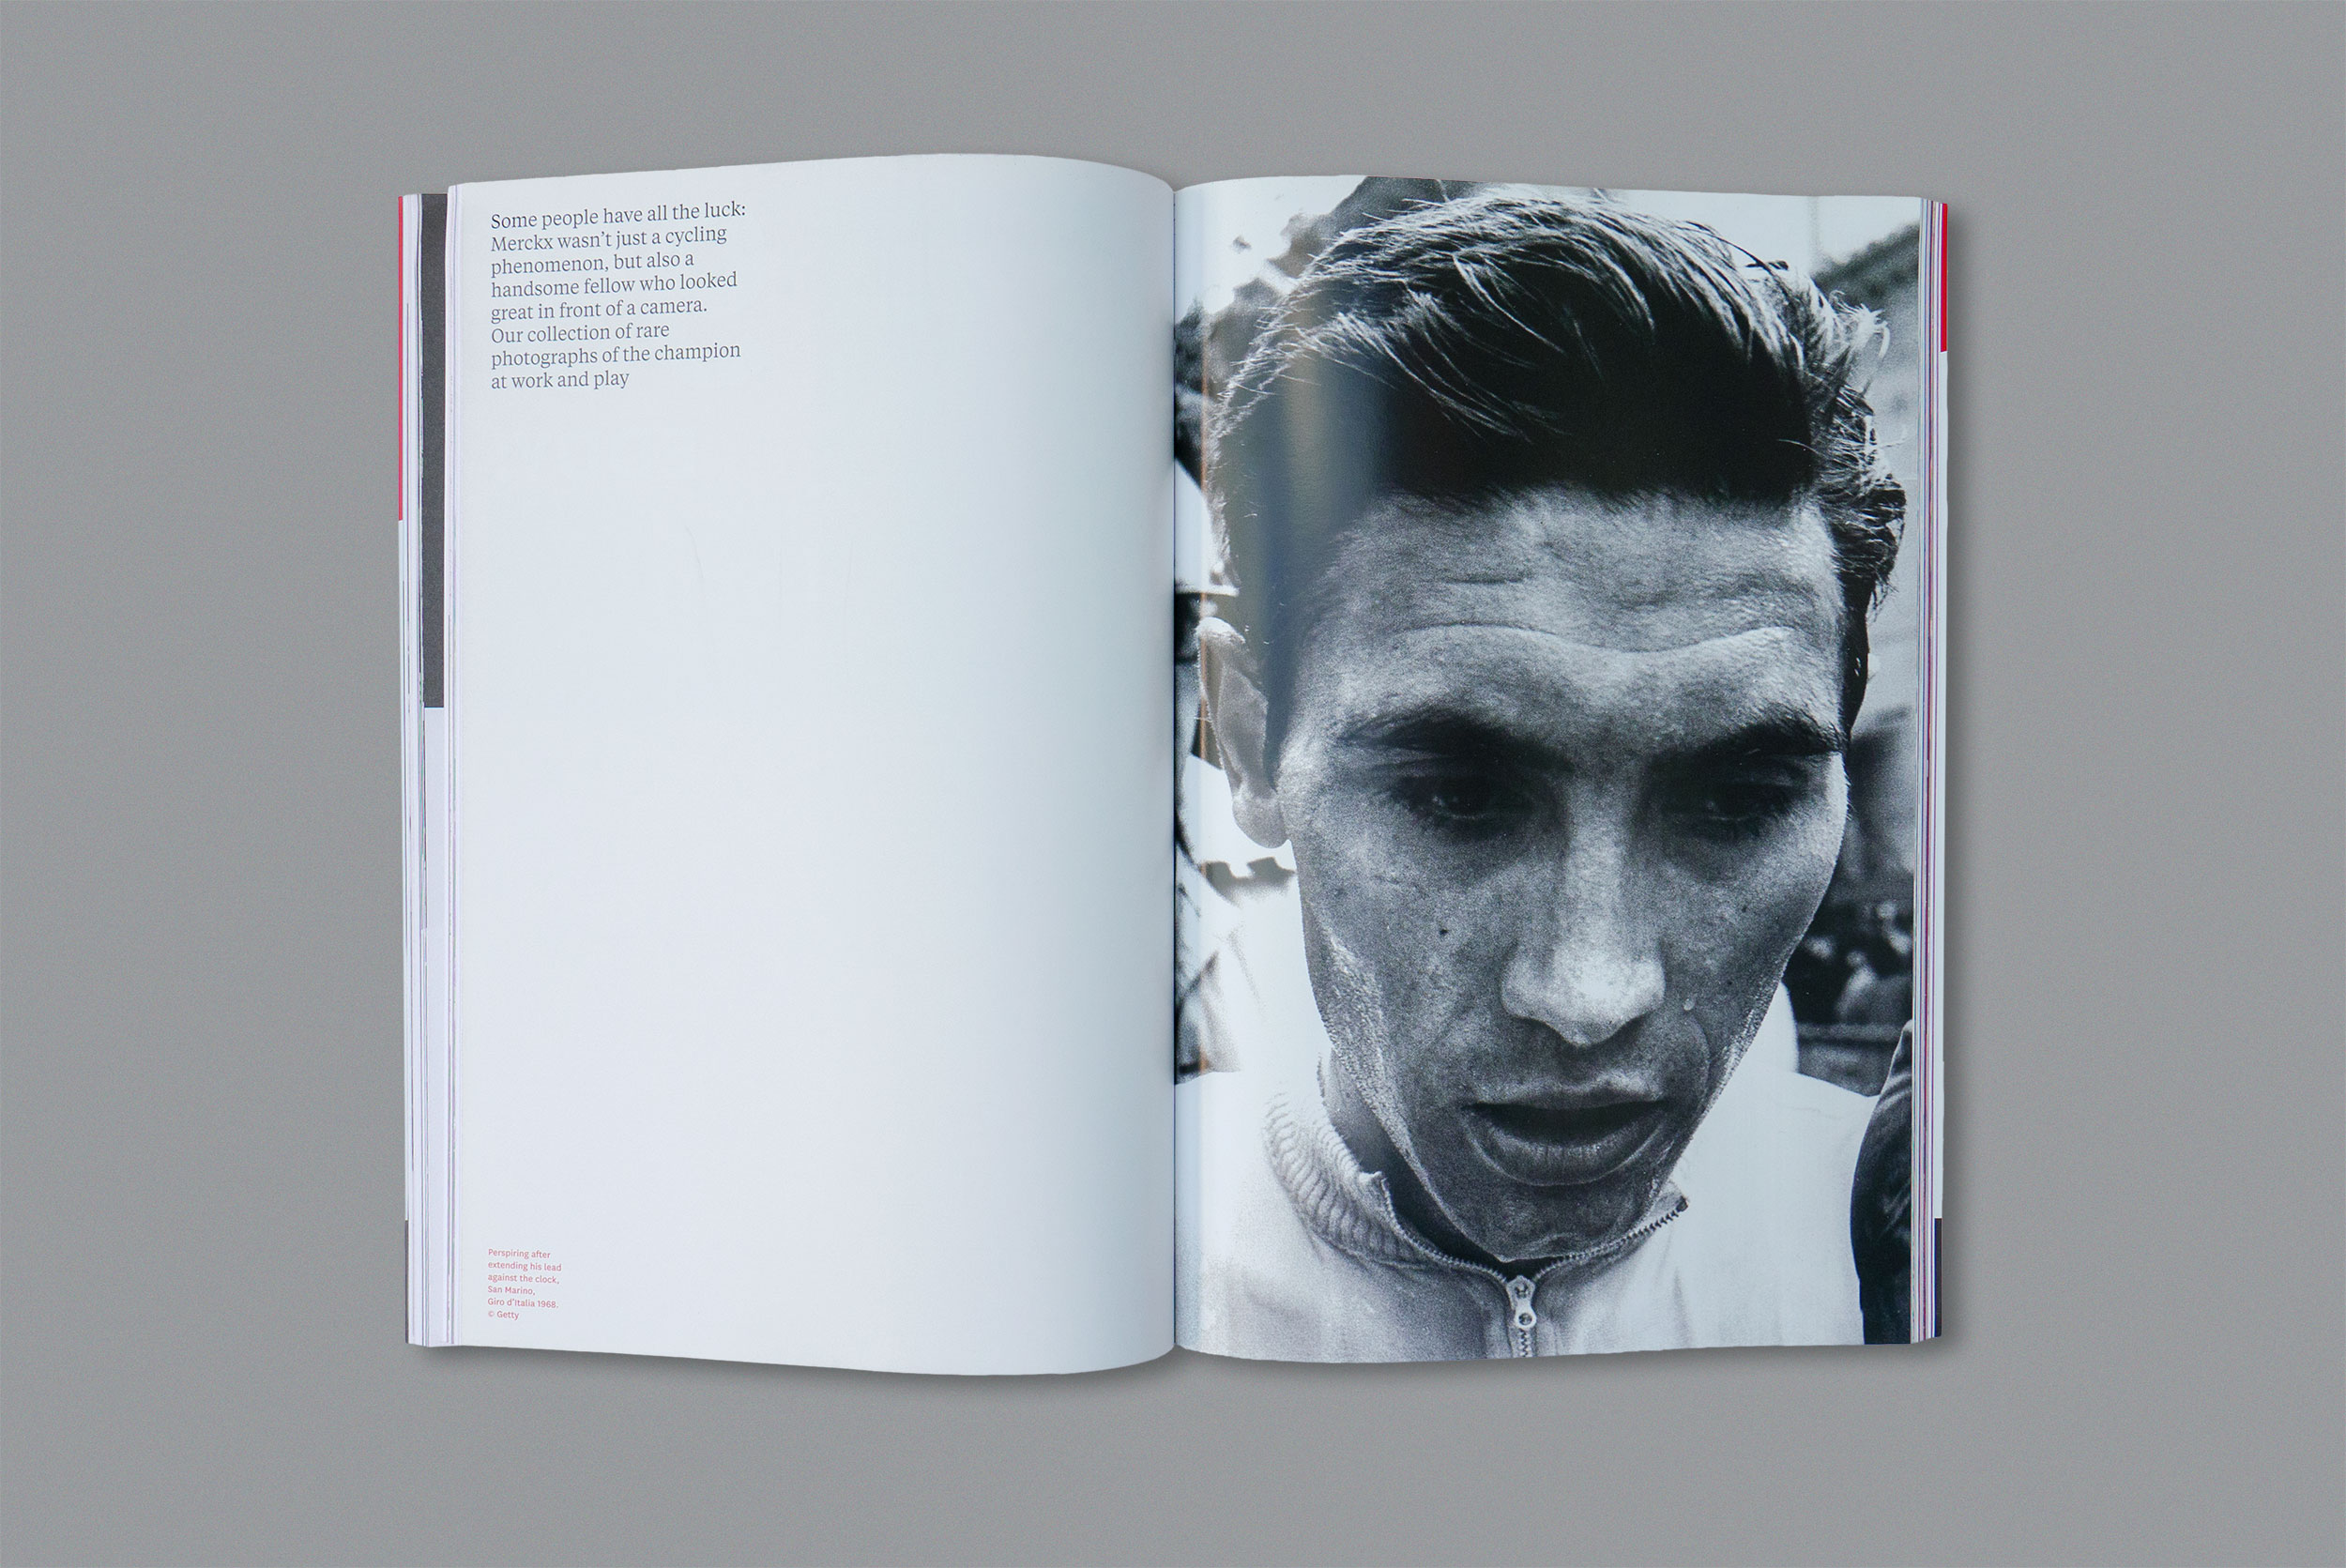 Some people have all the luck:
Merckx wasn’t just a cycling
phenomenon, but also a
handsome fellow who looked
great in front of a camera.
Our collection of rare
photographs of the champion
at work and play
Perspiring after
extending his lead
against the clock,
San Marino,
Giro d’Italia 1968.
© Getty